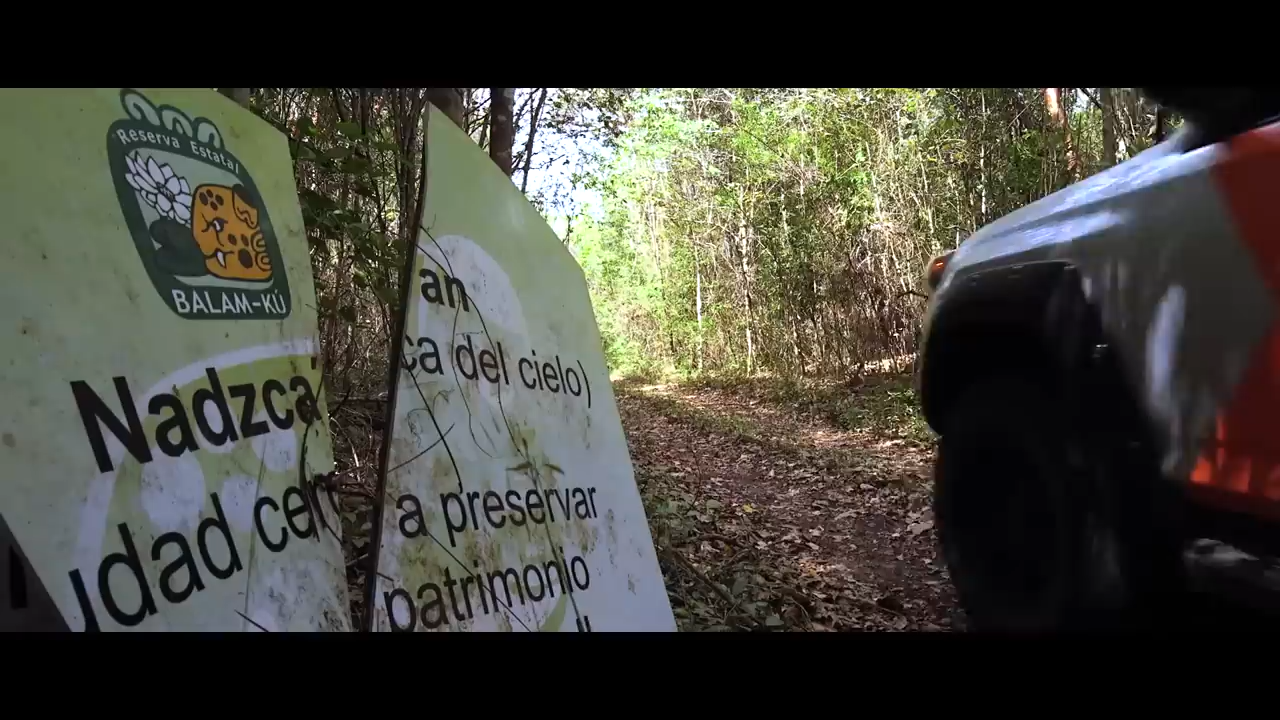 Reserva Estatal
BALAM-KÚ
Nadzca'an
ca del cielo)
udad cer
a preservar
patrimonio